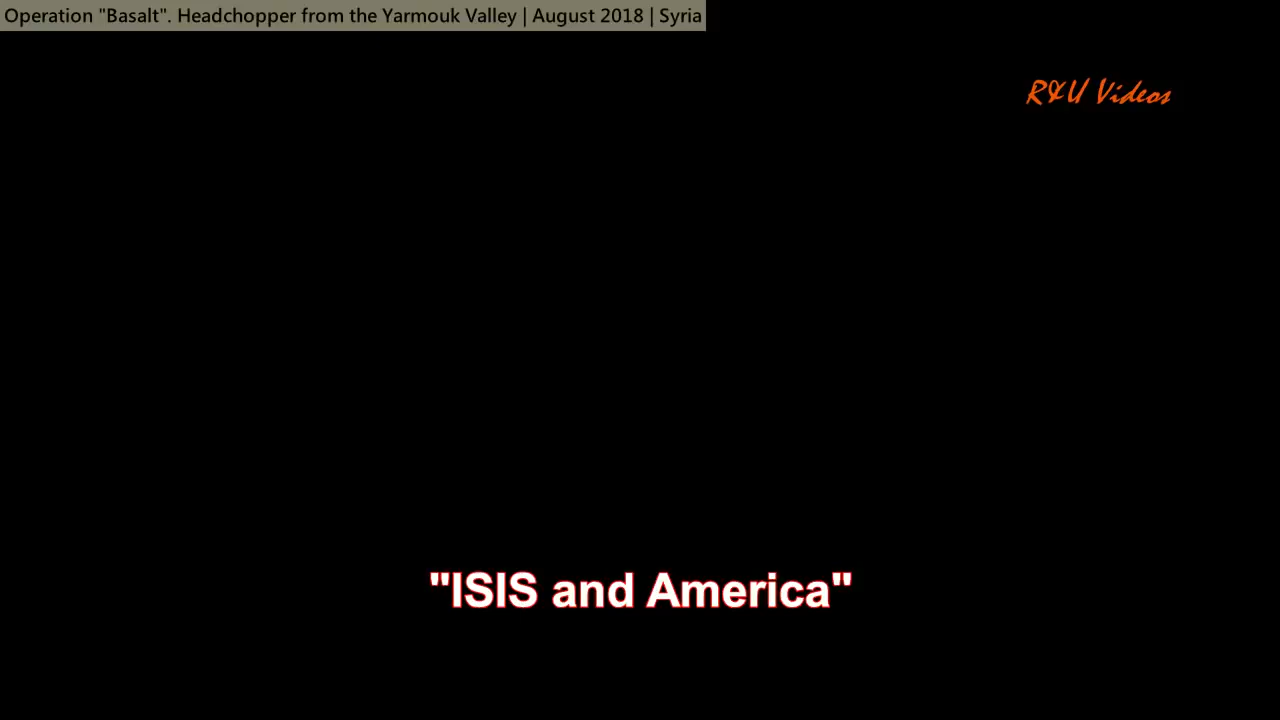 Operation "Basalt". Headchopper from the Yarmouk Valley | August 2018 | Syria
R&U Videos
"ISIS and America"